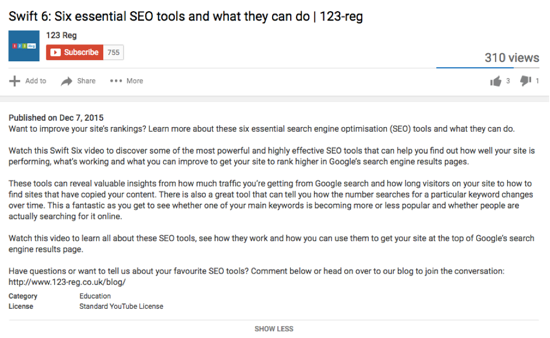 Swift 6: Six essential SEO tools and what they can do | 123-reg
123 Reg
Subscribe 755
310 views
Add to Share More
3 1
Published on Dec 7, 2015
Want to improve your site's rankings? Learn more about these six essential search engine optimisation (SEO) tools and what they can do.
Watch this Swift Six video to discover some of the most powerful and highly effective SEO tools that can help you find out how well your site is
performing, what's working and what you can improve to get your site to rank higher in Google's search engine results pages.
These tools can reveal valuable insights from how much traffic you're getting from Google search and how long visitors on your site to how to
find sites that have copied your content. There is also a great tool that can tell you how the number searches for a particular keyword changes
over time. This a fantastic as you get to see whether one of your main keywords is becoming more or less popular and whether people are
actually searching for it online.
Watch this video to learn all about these SEO tools, see how they work and how you can use them to get your site at the top of Google's search
engine results page.
Have questions or want to tell us about your favourite SEO tools? Comment below or head on over to our blog to join the conversation:
http://www.123-reg.co.uk/blog/
Category Education
License Standard YouTube License
SHOW LESS